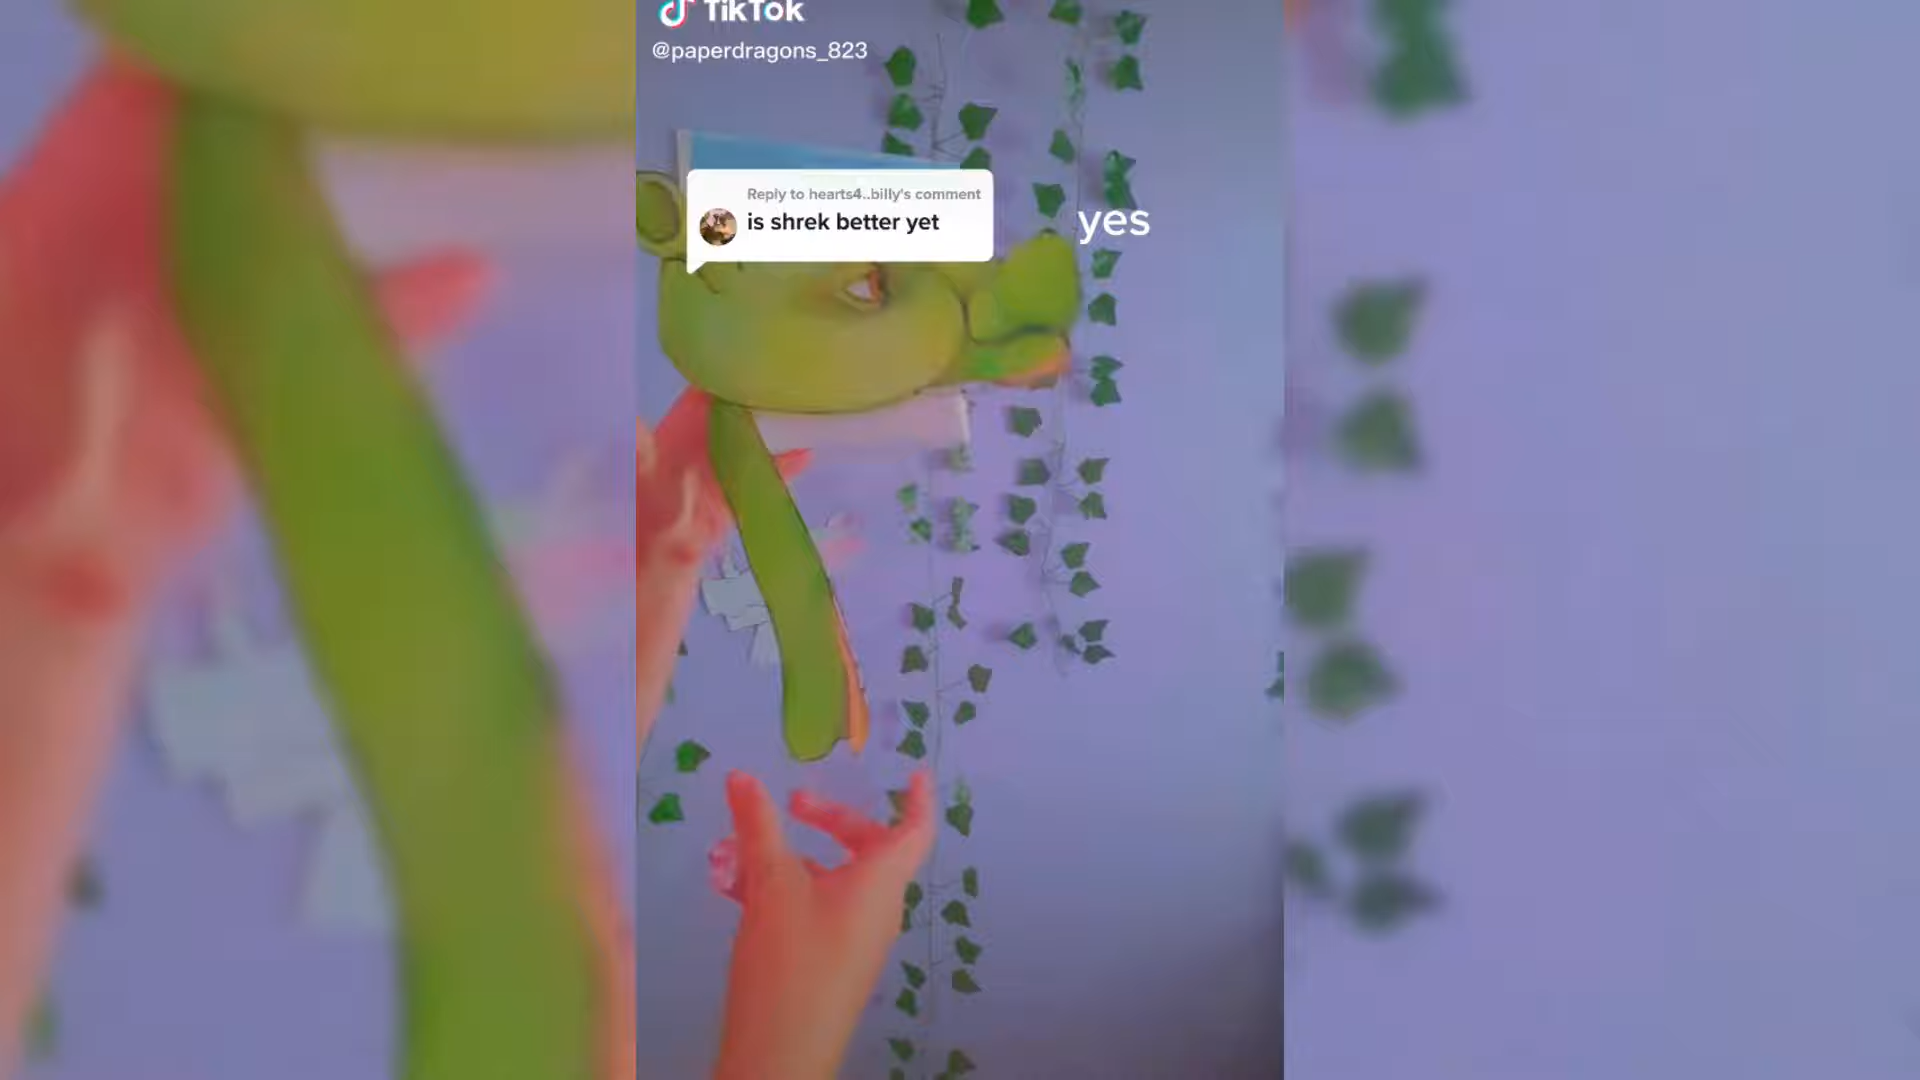 TikTok
@paperdragons_823
Reply to hearts4..billy's comment
is shrek better yet
yes